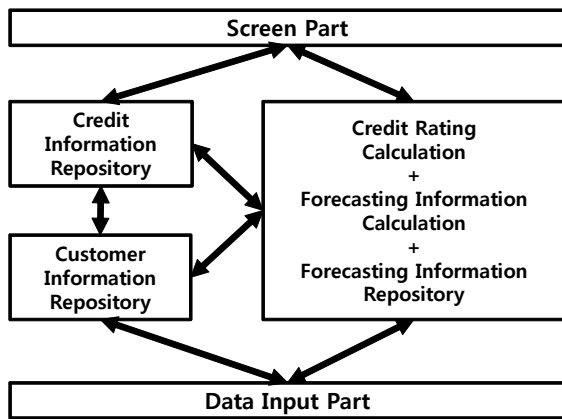 Screen Part
Credit
Information
Repository
Credit Rating
Calculation
+
Forecasting Information
Calculation
+
Forecasting Information
Repository
Customer
Information
Repository
Data Input Part